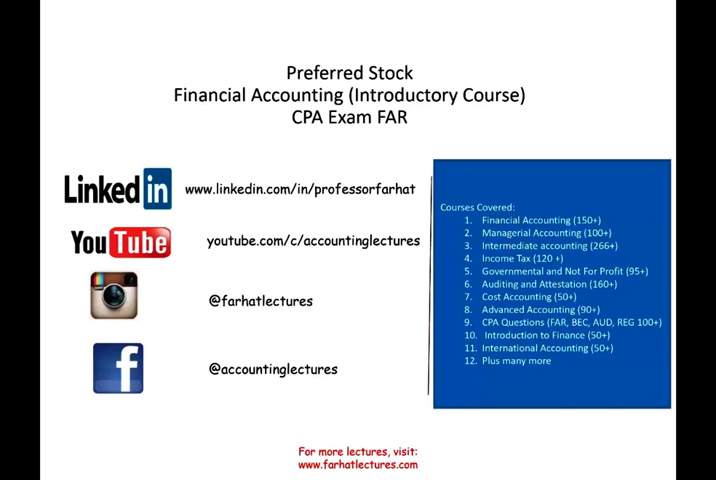 Preferred Stock
Financial Accounting (Introductory Course)
CPA Exam FAR
Linked in
www.linkedin.com/in/professorfarhat
You Tube
youtube.com/c/accountinglectures
@farhatlectures
f
@accountinglectures
Courses Covered:
1. Financial Accounting (150+)
2. Managerial Accounting (100+)
3. Intermediate accounting (266+)
4. Income Tax (120 +)
5. Governmental and Not For Profit (95+)
6. Auditing and Attestation (160+)
7. Cost Accounting (50+)
8. Advanced Accounting (90+)
9. CPA Questions (FAR, BEC, AUD, REG 100+)
10. Introduction to Finance (50+)
11. International Accounting (50+)
12. Plus many more
For more lectures, visit:
www.farhatlectures.com